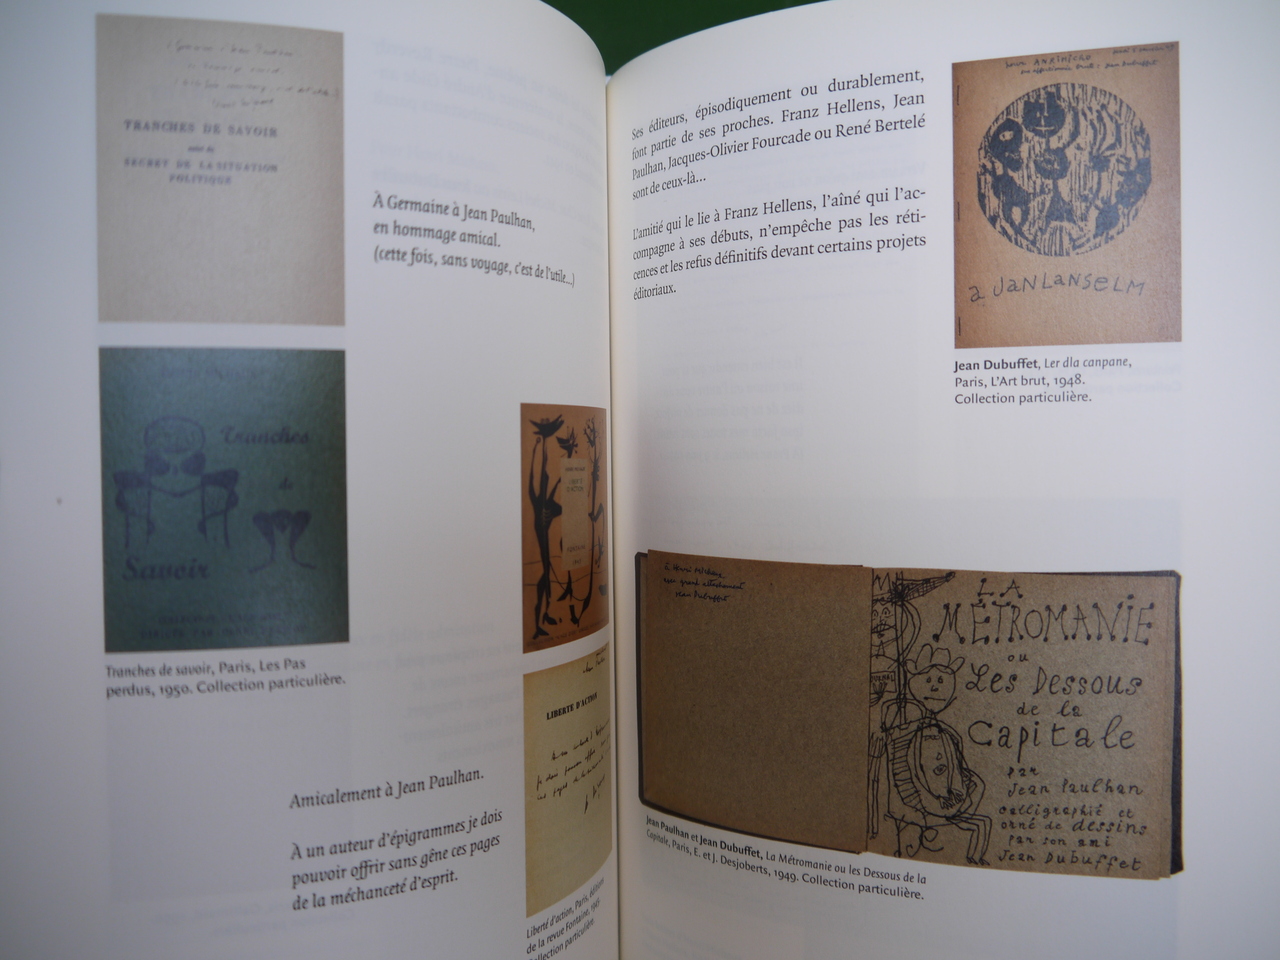 TRANCHES DE SAVOIR
suivi de
SECRET DE LA SITUATION
POLITIQUE
À Germaine à Jean Paulhan,
en hommage amical.
(cette fois, sans voyage, c'est de l'utile...)
Tranches
de
Savoir
Tranches de savoir, Paris, Les Pas
perdus, 1950. Collection particulière.
LIBERTÉ D'ACTION
Amicalement à Jean Paulhan.
À un auteur d'épigrammes je dois
pouvoir offrir sans gêne ces pages
de la méchanceté d'esprit.
Liberté d'action, Paris, éditions
de la revue Fontaine, 1945
Collection particulière.
Ses éditeurs, épisodiquement ou durablement,
font partie de ses proches. Franz Hellens, Jean
Paulhan, Jacques-Olivier Fourcade ou René Bertelé
sont de ceux-là...
L'amitié qui le lie à Franz Hellens, l'aîné qui l'ac-
compagne à ses débuts, n'empêche pas les réti-
cences et les refus définitifs devant certains projets
éditoriaux.
a JANLANSELM
Jean Dubuffet, Ler dla canpane,
Paris, L'Art brut, 1948.
Collection particulière.
à Henri Michaux
son grand attachement
Jean Dubuffet
LA
MÉTROMANIE
ou
Les Dessous
de la
Capitale
par
Jean Paulhan
calligraphié et
orné de dessins
par son ami
Jean Dubuffet
Jean Paulhan et Jean Dubuffet, La Métromanie ou les Dessous de la
Capitale, Paris, E. et J. Desjoberts, 1949. Collection particulière.